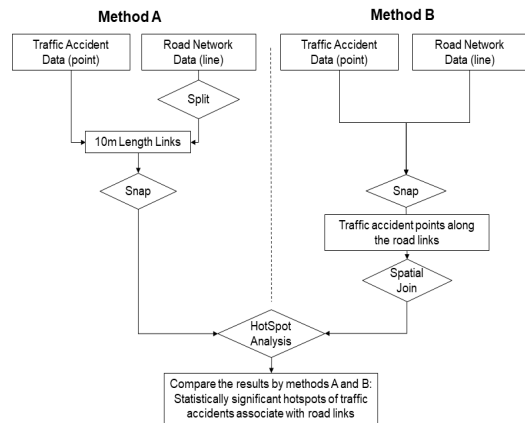 Method A
Method B
Traffic Accident
Data (point)
Road Network
Data (line)
Traffic Accident
Data (point)
Road Network
Data (line)
Split
10m Length Links
Snap
Snap
Traffic accident points along
the road links
Spatial
Join
HotSpot
Analysis
Compare the results by methods A and B:
Statistically significant hotspots of traffic
accidents associate with road links